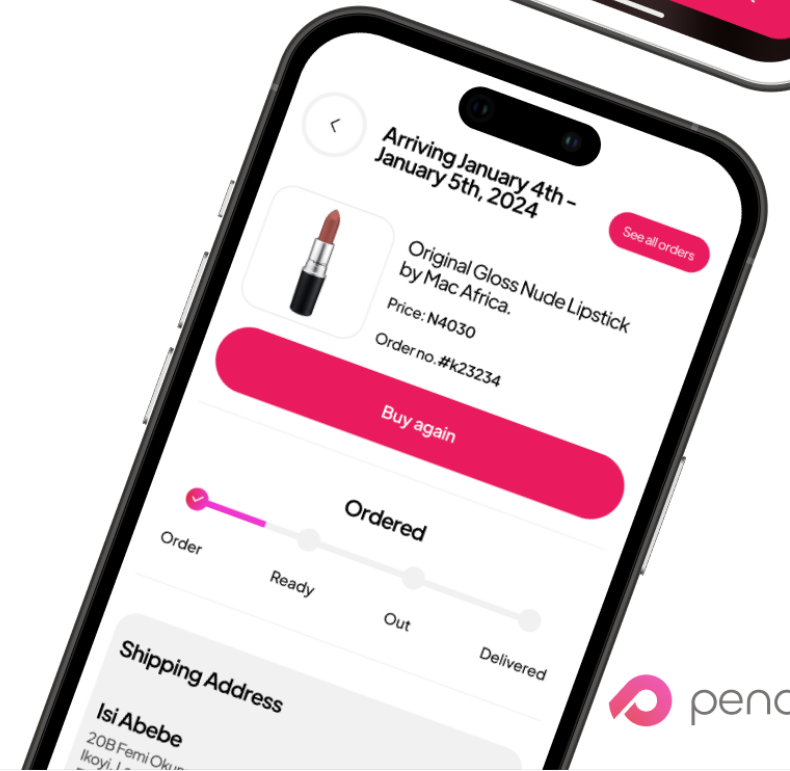 Arriving January 4th -
January 5th, 2024
See all orders
Original Gloss Nude Lipstick
by Mac Africa.
Price: N4030
Order no. #k23234
Buy again
Ordered
Order
Ready
Out
Delivered
Shipping Address
Isi Abebe
20B Femi
Ikoyi,